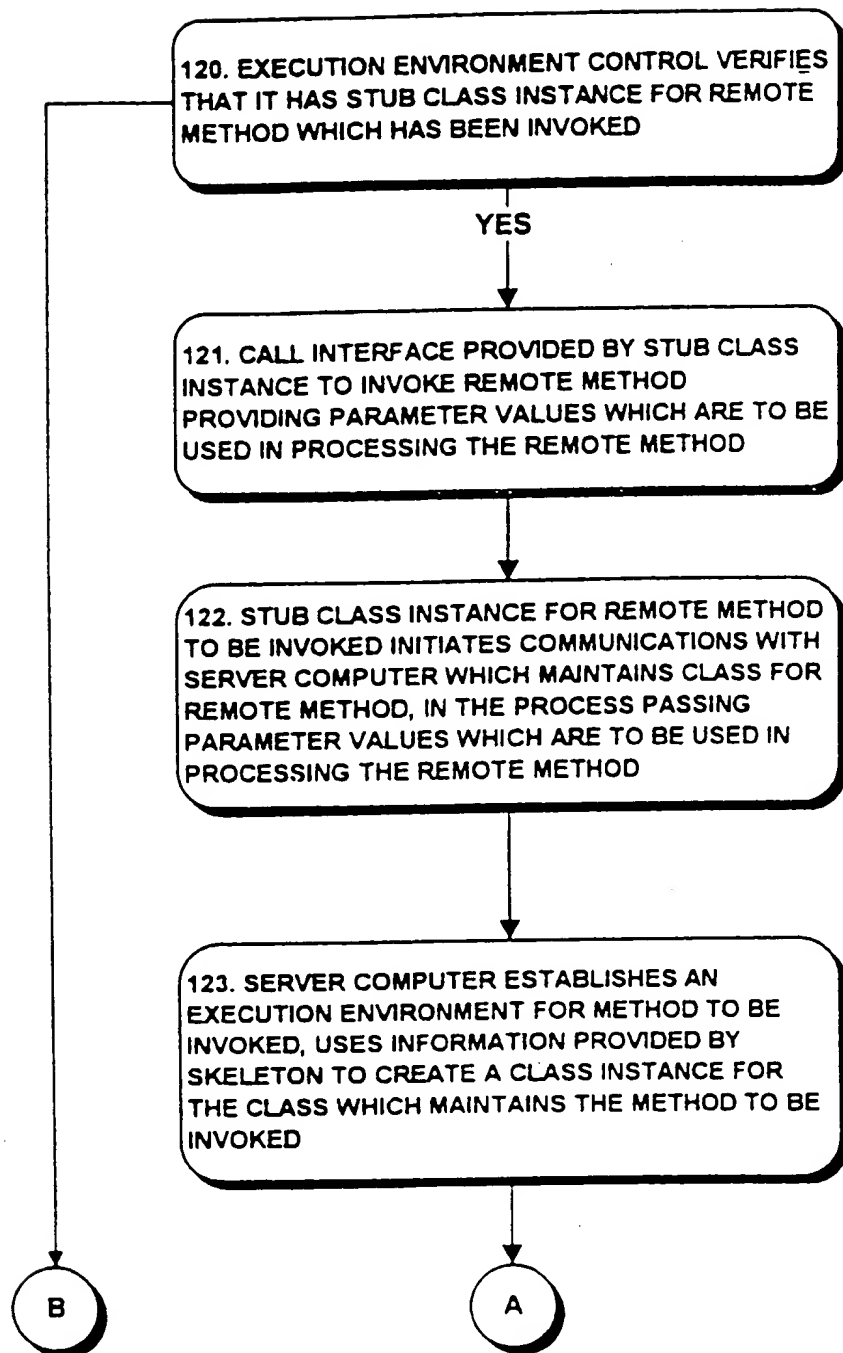 120. EXECUTION ENVIRONMENT CONTROL VERIFIES
THAT IT HAS STUB CLASS INSTANCE FOR REMOTE
METHOD WHICH HAS BEEN INVOKED
YES
121. CALL INTERFACE PROVIDED BY STUB CLASS
INSTANCE TO INVOKE REMOTE METHOD
PROVIDING PARAMETER VALUES WHICH ARE TO BE
USED IN PROCESSING THE REMOTE METHOD
122. STUB CLASS INSTANCE FOR REMOTE METHOD
TO BE INVOKED INITIATES COMMUNICATIONS WITH
SERVER COMPUTER WHICH MAINTAINS CLASS FOR
REMOTE METHOD, IN THE PROCESS PASSING
PARAMETER VALUES WHICH ARE TO BE USED IN
PROCESSING THE REMOTE METHOD
123. SERVER COMPUTER ESTABLISHES AN
EXECUTION ENVIRONMENT FOR METHOD TO BE
INVOKED, USES INFORMATION PROVIDED BY
SKELETON TO CREATE A CLASS INSTANCE FOR
THE CLASS WHICH MAINTAINS THE METHOD TO BE
INVOKED
B
A